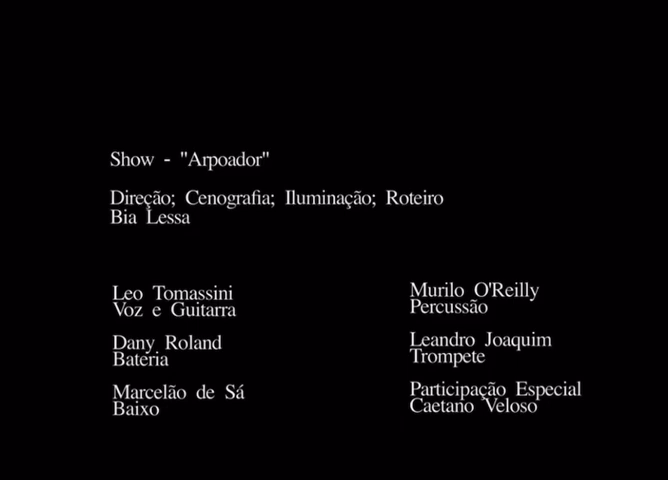 Show - "Arpoador"
Direção; Cenografia; Iluminação; Roteiro
Bia Lessa
Leo Tomassini
Voz e Guitarra
Dany Roland
Bateria
Marcelão de Sá
Baixo
Murilo O'Reilly
Percussão
Leandro Joaquim
Trompete
Participação Especial
Caetano Veloso